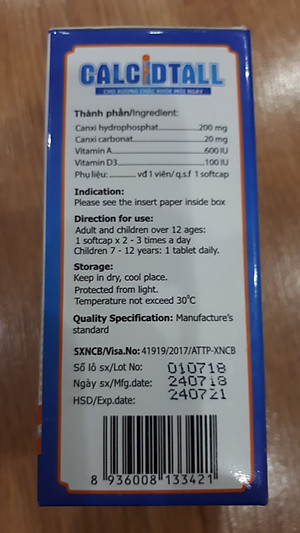 CALCIDTALL
CHO XƯƠNG CHẮC KHỎE MỖI NGÀY
Thành phần/Ingredient:
Canxi hydrophosphat 200 mg
Canxi carbonat 20 mg
Vitamin A 600 IU
Vitamin D3 100 IU
Phụ liệu: vđ 1 viên/ q.s.f 1 softcap
Indication:
Please see the insert paper inside box
Direction for use:
Adult and children over 12 ages:
1 softcap x 2 - 3 times a day
Children 7 - 12 years: 1 tablet daily.
Storage:
Keep in dry, cool place.
Protected from light.
Temperature not exceed 30°C
Quality Specification: Manufacture's
standard
SXNCB/Visa.No: 41919/2017/ATTP-XNCB
Số lô sx/Lot No: 010718
Ngày sx/Mfg.date: 240718
HSD/Exp.date: 240721
8 936008 133421